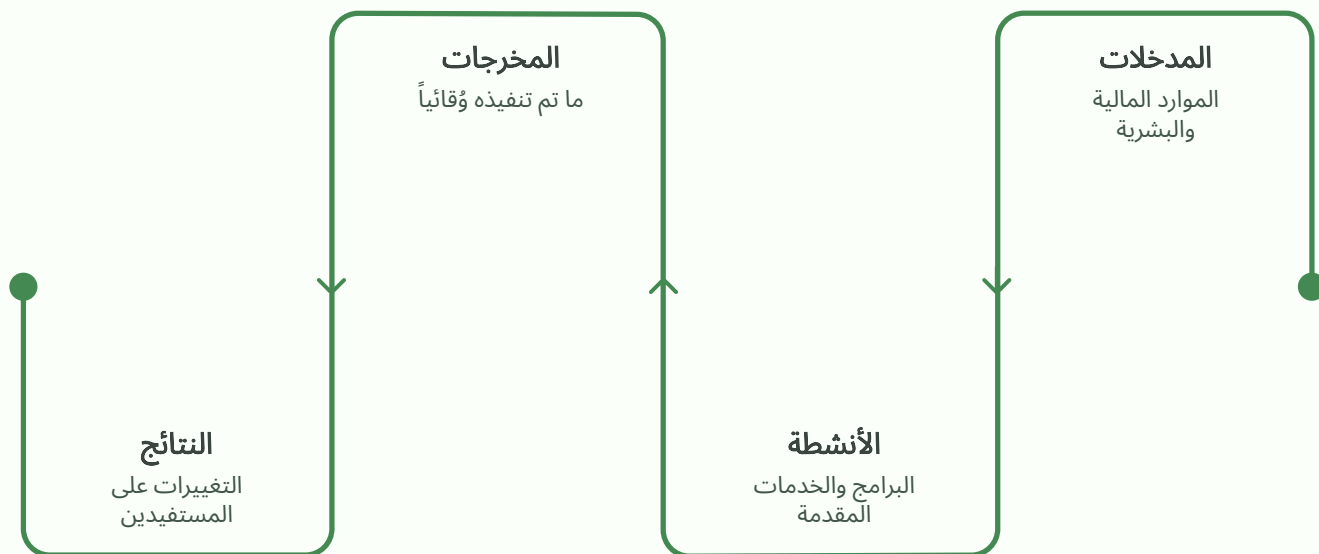 المدخلات
الموارد المالية
والبشرية
الأنشطة
البرامج والخدمات
المقدمة
المخرجات
ما تم تنفيذه وُقائياً
النتائج
التغييرات على
المستفيدين